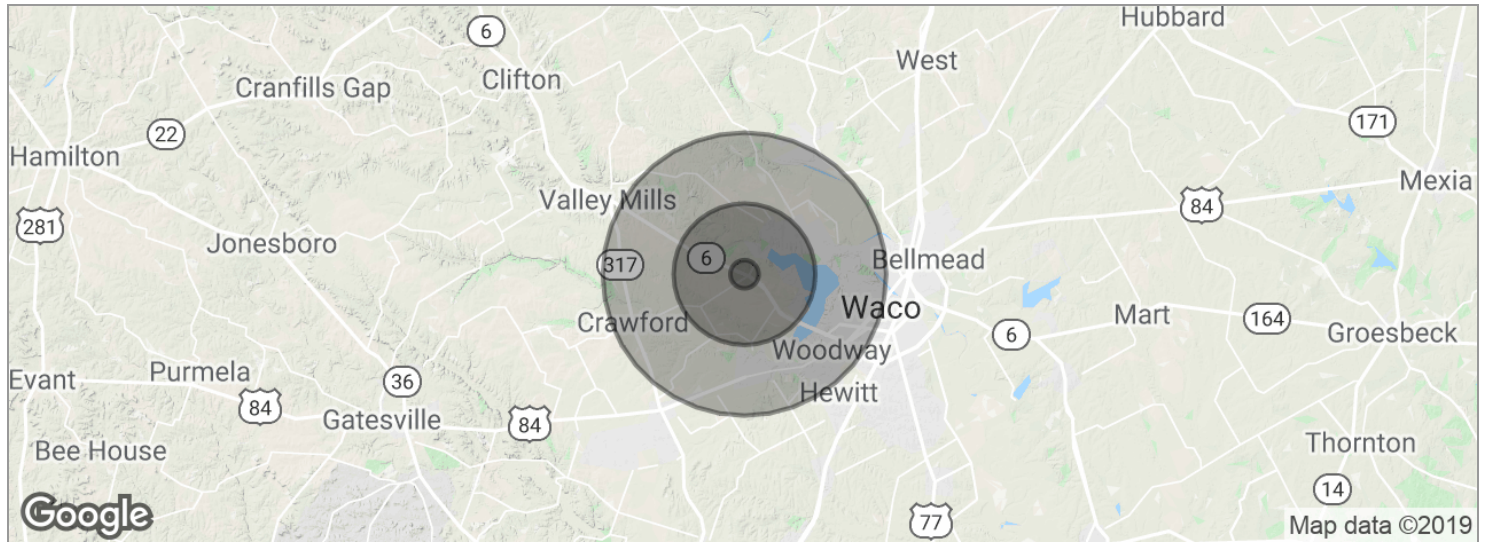 Hubbard
6
West
Clifton
Cranfills Gap
171
22
Hamilton
Mexia
Valley Mills
84
281
Jonesboro
6
317
Bellmead
Waco
Crawford
Mart
164
6
Groesbeck
Woodway
Evant
Purmela
36
Hewitt
84
Gatesville
84
Thornton
Bee House
14
Google
77
Map data ©2019